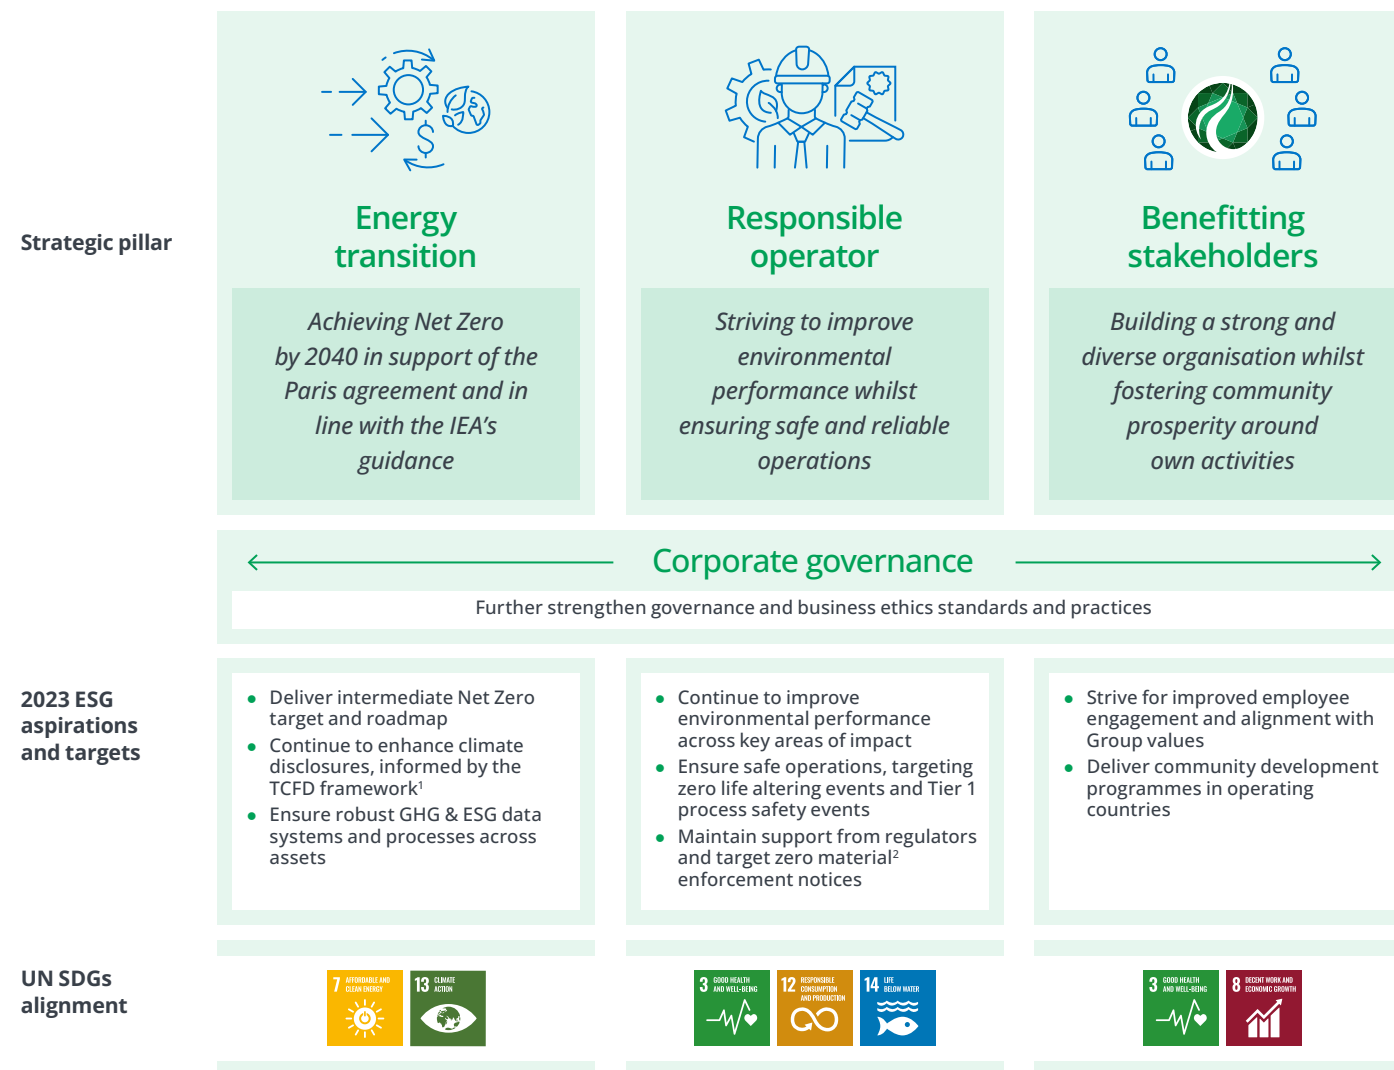 Strategic pillar
Energy
transition
Achieving Net Zero
by 2040 in support of the
Paris agreement and in
line with the IEA's
guidance
Responsible
operator
Striving to improve
environmental
performance whilst
ensuring safe and reliable
operations
Benefitting
stakeholders
Building a strong and
diverse organisation whilst
fostering community
prosperity around
own activities
Corporate governance
Further strengthen governance and business ethics standards and practices
2023 ESG
aspirations
and targets
• Deliver intermediate Net Zero
target and roadmap
• Continue to enhance climate
disclosures, informed by the
TCFD framework¹
• Ensure robust GHG & ESG data
systems and processes across
assets
• Continue to improve
environmental performance
across key areas of impact
• Ensure safe operations, targeting
zero life altering events and Tier 1
process safety events
• Maintain support from regulators
and target zero material²
enforcement notices
• Strive for improved employee
engagement and alignment with
Group values
• Deliver community development
programmes in operating
countries
UN SDGs
alignment
7 AFFORDABLE AND
CLEAN ENERGY
13 CLIMATE
ACTION
3 GOOD HEALTH
AND WELL-BEING
12 RESPONSIBLE
CONSUMPTION
AND PRODUCTION
14 LIFE
BELOW WATER
3 GOOD HEALTH
AND WELL-BEING
8 DECENT WORK AND
ECONOMIC GROWTH